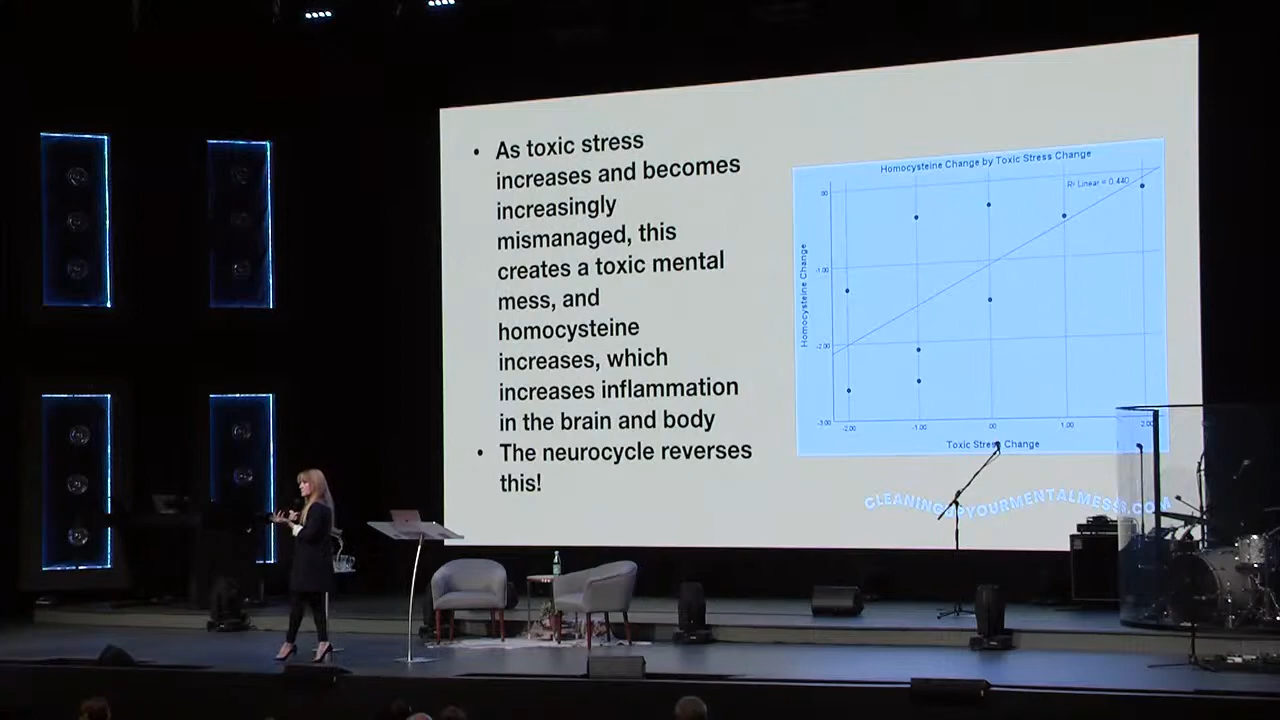 • As toxic stress
increases and becomes
increasingly
mismanaged, this
creates a toxic mental
mess, and
homocysteine
increases, which
increases inflammation
in the brain and body
• The neurocycle reverses
this!
Homocysteine Change by Toxic Stress Change
R² Linear = 0.440
Homocysteine Change
.00
-1.00
-2.00
-3.00
-2.00 -1.00 .00 1.00 2.00
Toxic Stress Change
CLEANINGUPYOURMENTALMESS.COM